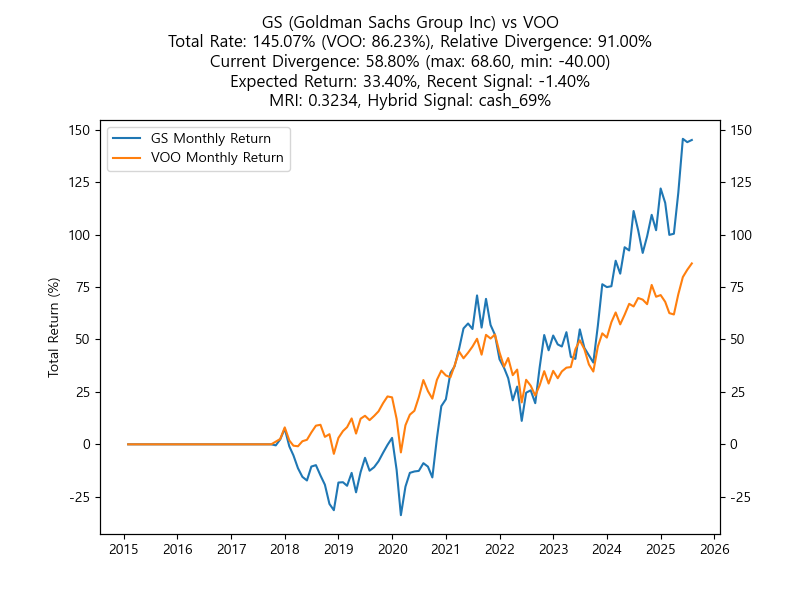 GS (Goldman Sachs Group Inc) vs VOO
Total Rate: 145.07% (VOO: 86.23%), Relative Divergence: 91.00%
Current Divergence: 58.80% (max: 68.60, min: -40.00)
Expected Return: 33.40%, Recent Signal: -1.40%
MRI: 0.3234, Hybrid Signal: cash_69%
GS Monthly Return
VOO Monthly Return
Total Return (%)
150
125
100
75
50
25
0
-25
150
125
100
75
50
25
0
-25
2015 2016 2017 2018 2019 2020 2021 2022 2023 2024 2025 2026